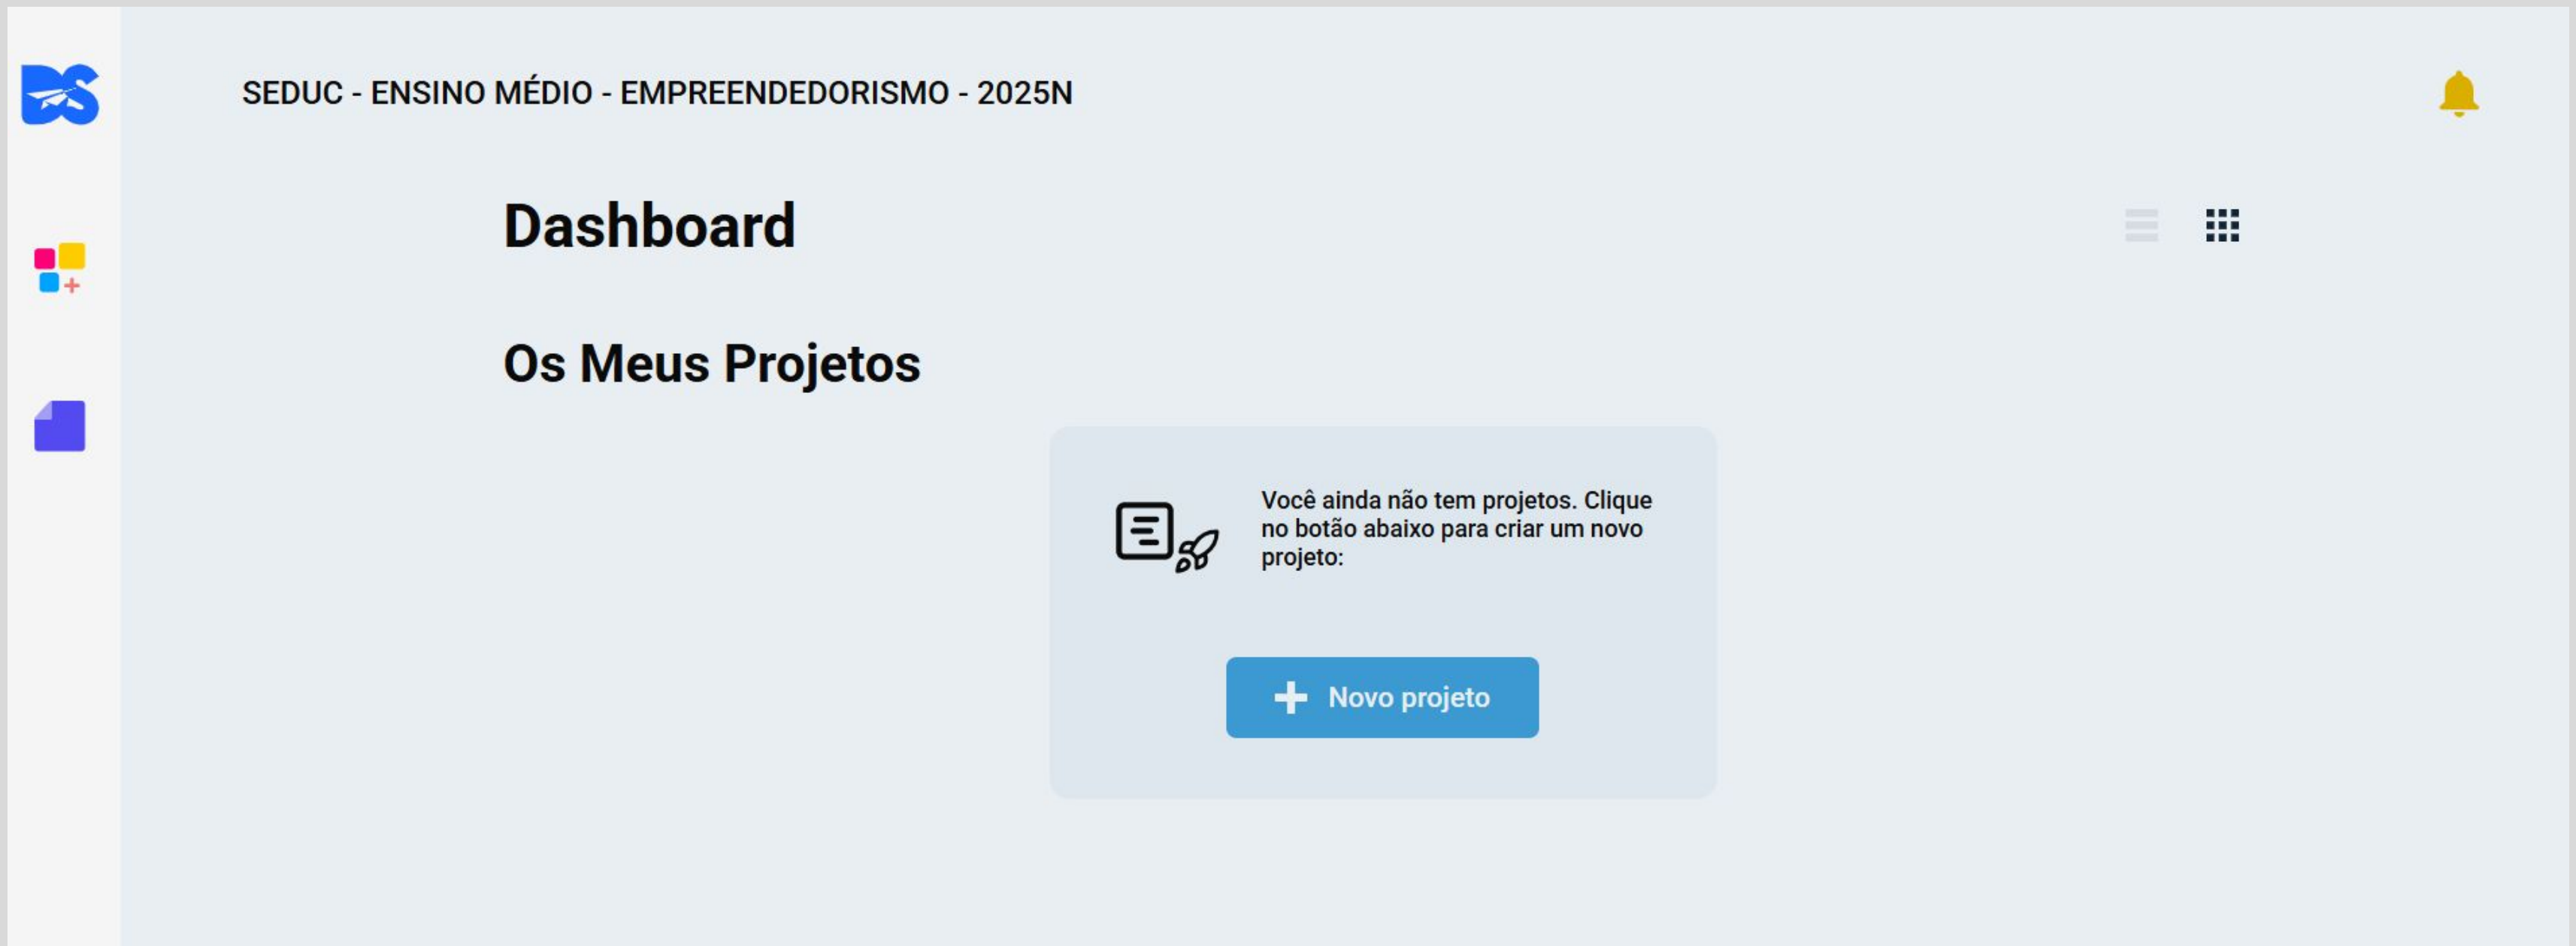 DS
SEDUC - ENSINO MÉDIO - EMPREENDEDORISMO - 2025N
Dashboard
Os Meus Projetos
Você ainda não tem projetos. Clique
no botão abaixo para criar um novo
projeto:
Novo projeto